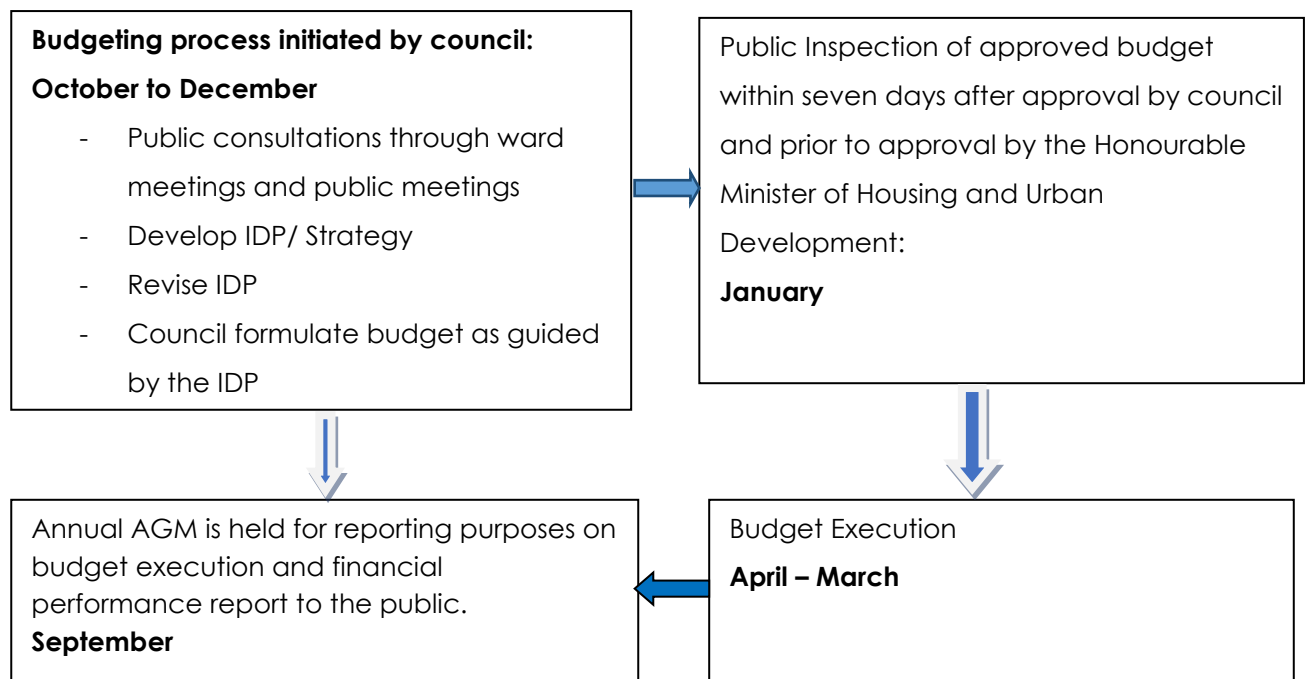 Budgeting process initiated by council:
October to December
- Public consultations through ward
meetings and public meetings
- Develop IDP/ Strategy
- Revise IDP
- Council formulate budget as guided
by the IDP
Public Inspection of approved budget
within seven days after approval by council
and prior to approval by the Honourable
Minister of Housing and Urban
Development:
January
Annual AGM is held for reporting purposes on
budget execution and financial
performance report to the public.
September
Budget Execution
April – March